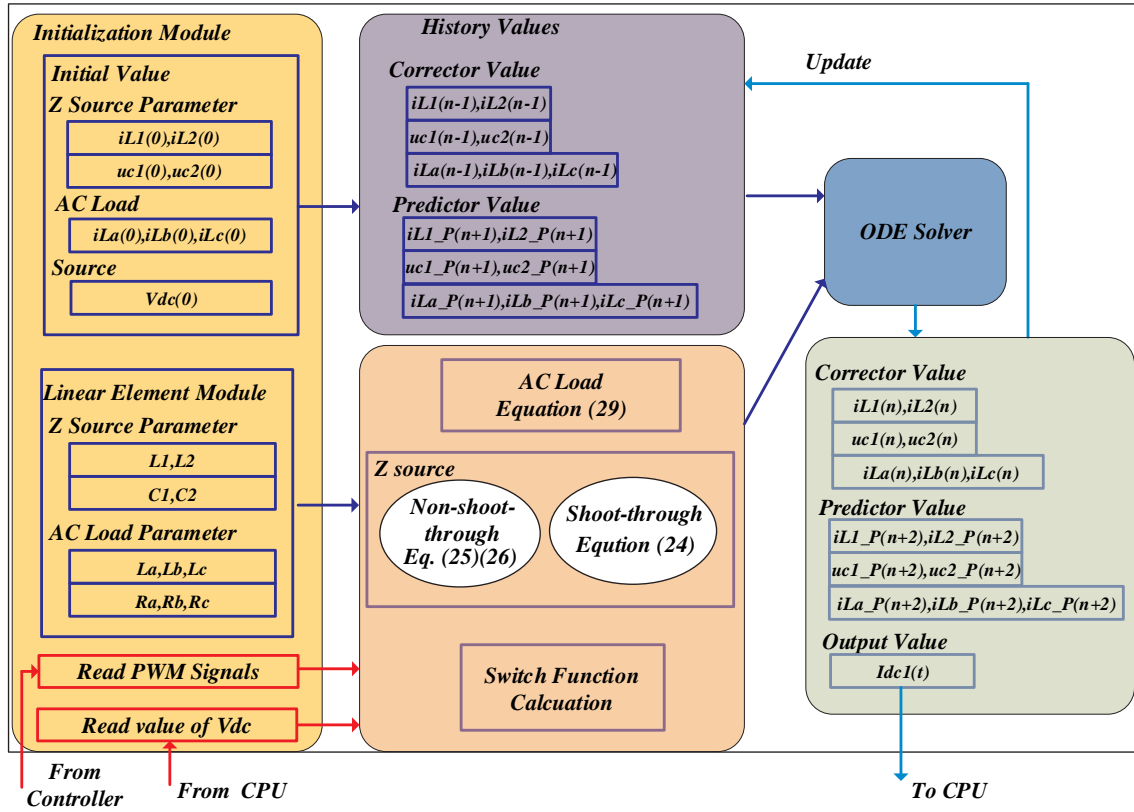 Initialization Module
Initial Value
Z Source Parameter
iL1(0),iL2(0)
uc1(0),uc2(0)
AC Load
iLa(0),iLb(0),iLc(0)
Source
Vdc(0)
Linear Element Module
Z Source Parameter
L1,L2
C1,C2
AC Load Parameter
La,Lb,Lc
Ra,Rb,Rc
Read PWM Signals
Read value of Vdc
From
Controller
From CPU
History Values
Corrector Value
iL1(n-1),iL2(n-1)
uc1(n-1),uc2(n-1)
iLa(n-1),iLb(n-1),iLc(n-1)
Predictor Value
iL1_P(n+1),iL2_P(n+1)
uc1_P(n+1),uc2_P(n+1)
iLa_P(n+1),iLb_P(n+1),iLc_P(n+1)
AC Load
Equation (29)
Z source
Non-shoot-
through
Eq. (25)(26)
Shoot-through
Eqution (24)
Switch Function
Calcuation
Update
ODE Solver
Corrector Value
iL1(n),iL2(n)
uc1(n),uc2(n)
iLa(n),iLb(n),iLc(n)
Predictor Value
iL1_P(n+2),iL2_P(n+2)
uc1_P(n+2),uc2_P(n+2)
iLa_P(n+2),iLb_P(n+2),iLc_P(n+2)
Output Value
Idc1(t)
To CPU